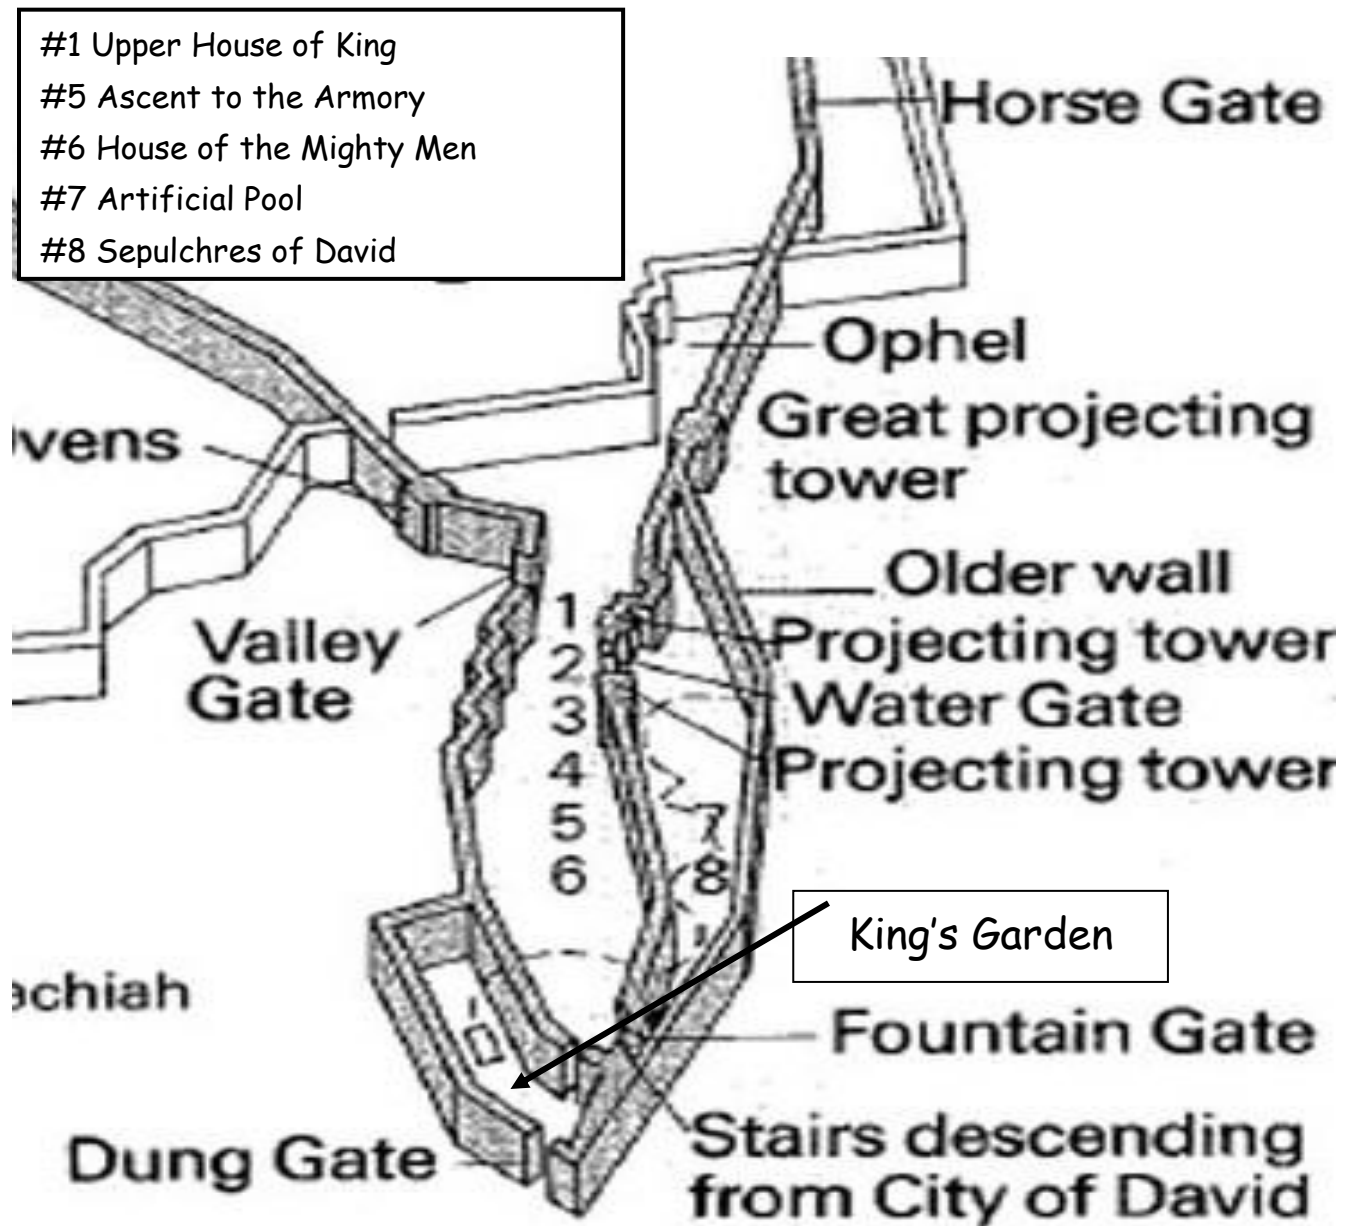 #1 Upper House of King
#5 Ascent to the Armory
#6 House of the Mighty Men
#7 Artificial Pool
#8 Sepulchres of David
Horse Gate
Ophel
Great projecting
tower
vens
Older wall
1
Projecting tower
Valley
Gate
2
Water Gate
3
Projecting tower
4
5
7
6
8
King's Garden
echiah
Fountain Gate
Dung Gate
Stairs descending
from City of David